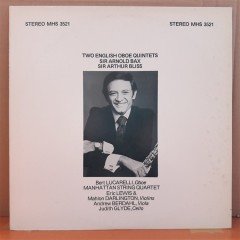 STEREO MHS 3521
STEREO MHS 3521
TWO ENGLISH OBOE QUINTETS
SIR ARNOLD BAX
SIR ARTHUR BLISS
Bert LUCARELLI, Oboe
MANHATTAN STRING QUARTET
Eric LEWIS &
Mahlon DARLINGTON, Violins
Andrew BERDAHL, Viola
Judith GLYDE, Cello